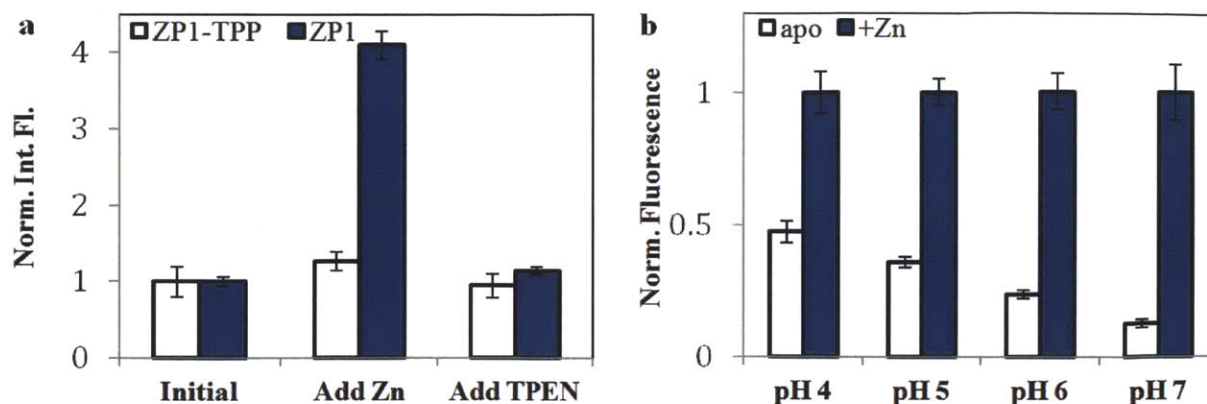 a
ZP1-TPP ZP1
Norm. Int. Fl.
4
3
2
1
0
Initial Add Zn Add TPEN
b
apo +Zn
Norm. Fluorescence
1
0.5
0
pH 4 pH 5 pH 6 pH 7